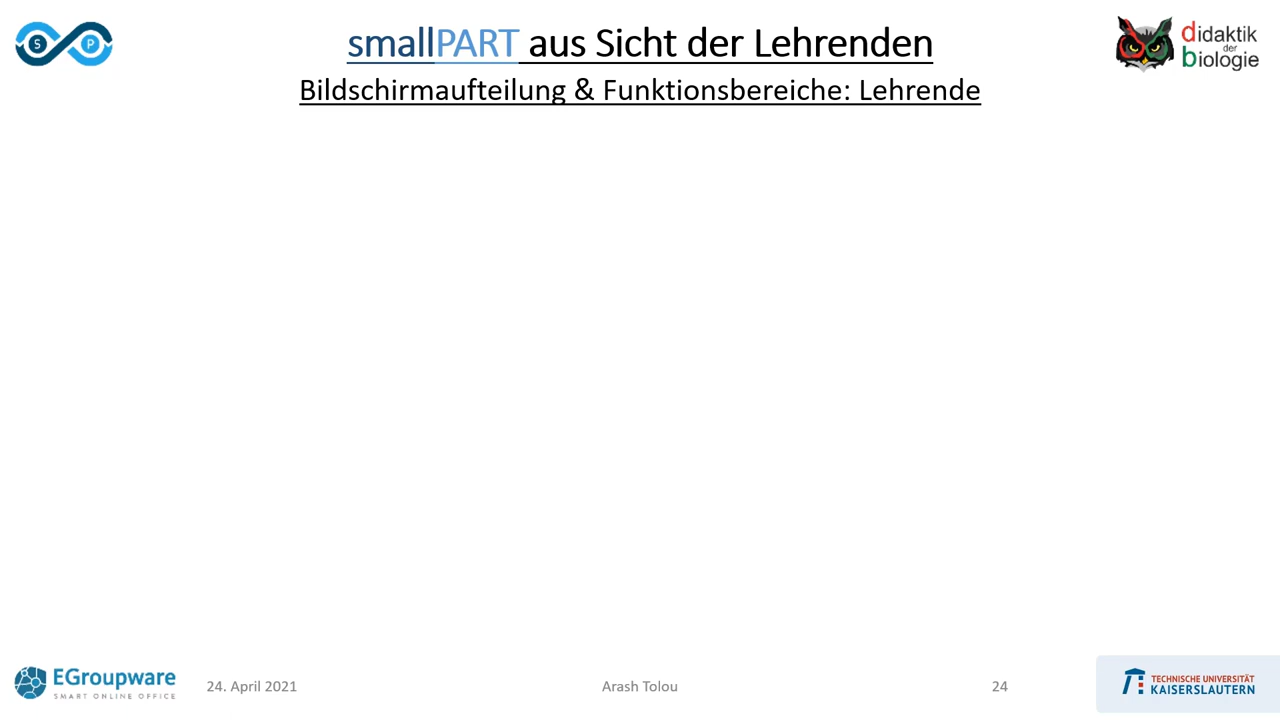 S P
smallPART aus Sicht der Lehrenden
didaktik
der
biologie
Bildschirmaufteilung & Funktionsbereiche: Lehrende
EGroupware
SMART ONLINE OFFICE
24. April 2021
Arash Tolou
24
TECHNISCHE UNIVERSITÄT
KAISERSLAUTERN